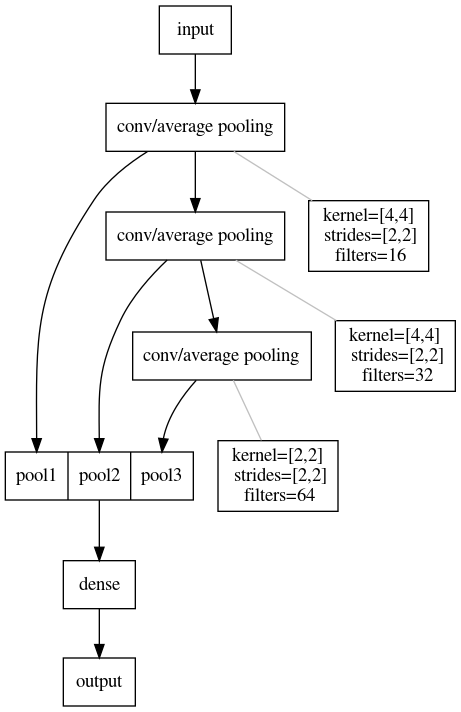 input
conv/average pooling
kernel=[4,4]
strides=[2,2]
filters=16
conv/average pooling
kernel=[4,4]
strides=[2,2]
filters=32
conv/average pooling
kernel=[2,2]
strides=[2,2]
filters=64
pool1 pool2 pool3
dense
output